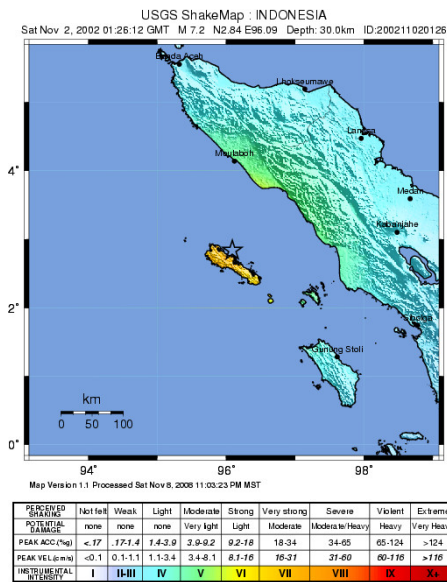 USGS ShakeMap : INDONESIA
Sat Nov 2, 2002 01:26:12 GMT M 7.2 N2.84 E96.09 Depth: 30.0km ID:200211020126
Banda Aceh
Lhokseumawe
Langsa
Meulaboh
4°
Medan
Kabanjahe
2°
Sibolga
Gunung Stoli
km
0 50 100
0°
94° 96° 98°
Map Version 1.1 Processed Sat Nov 8, 2008 11:03:23 PM MST
PERCEIVED SHAKING Not felt Weak Light Moderate Strong Very strong Severe Violent Extreme
POTENTIAL DAMAGE none none none Very light Light Moderate Moderate/Heavy Heavy Very Heavy
PEAK ACC.(%g) <.17 .17-1.4 1.4-3.9 3.9-9.2 9.2-18 18-34 34-65 65-124 >124
PEAK VEL.(cm/s) <0.1 0.1-1.1 1.1-3.4 3.4-8.1 8.1-16 16-31 31-60 60-116 >116
INSTRUMENTAL INTENSITY I II-III IV V VI VII VIII IX X+